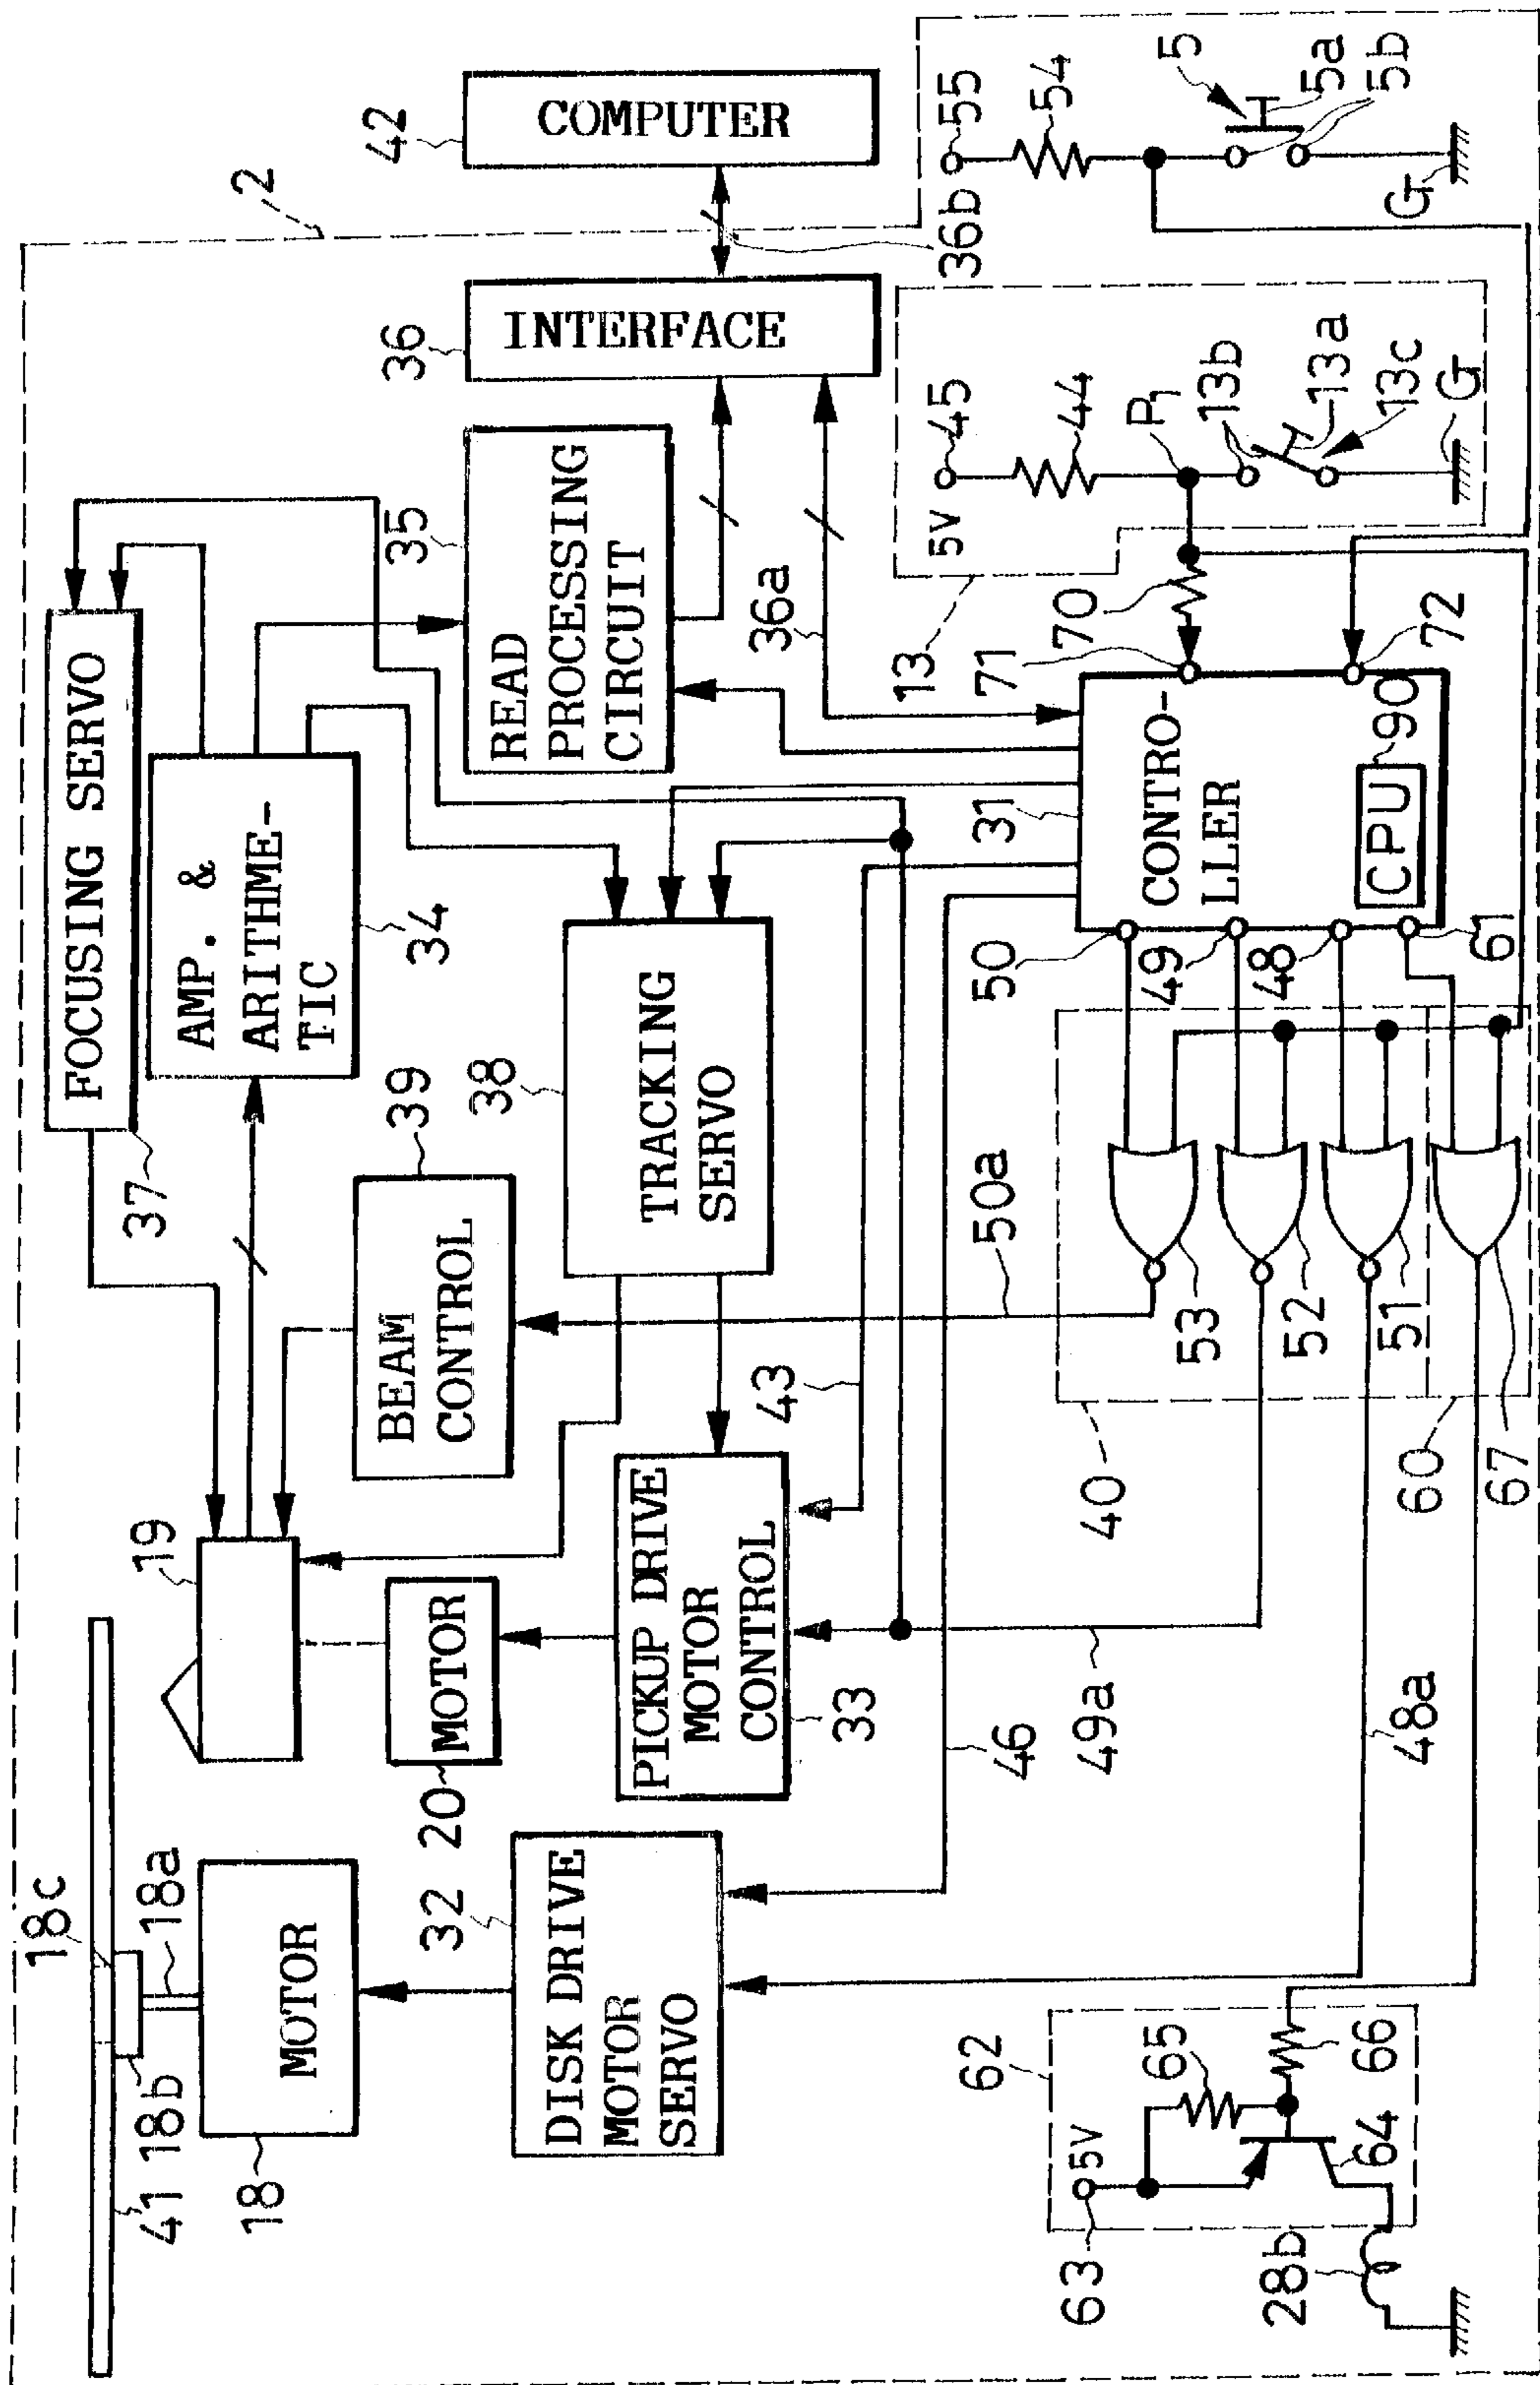 2
18c
18a
18b
41
18
MOTOR
19
20
MOTOR
37
FOCUSING SERVO
AMP. &
ARITHME-
TIC
34
39
BEAM
CONTROL
38
TRACKING
SERVO
35
READ
PROCESSING
CIRCUIT
36
INTERFACE
42
COMPUTER
36b
36a
32
DISK DRIVE
MOTOR
SERVO
PICKUP DRIVE
MOTOR
CONTROL
33
43
46
50a
49a
48a
31
CONTRO-
LLER
CPU
90
50
49
48
61
71
70
72
13
5V
45
44
P1
13b
13a
13c
G
55
54
5
5a
5b
G
40
53
52
51
60
67
62
63
5V
65
66
64
28b